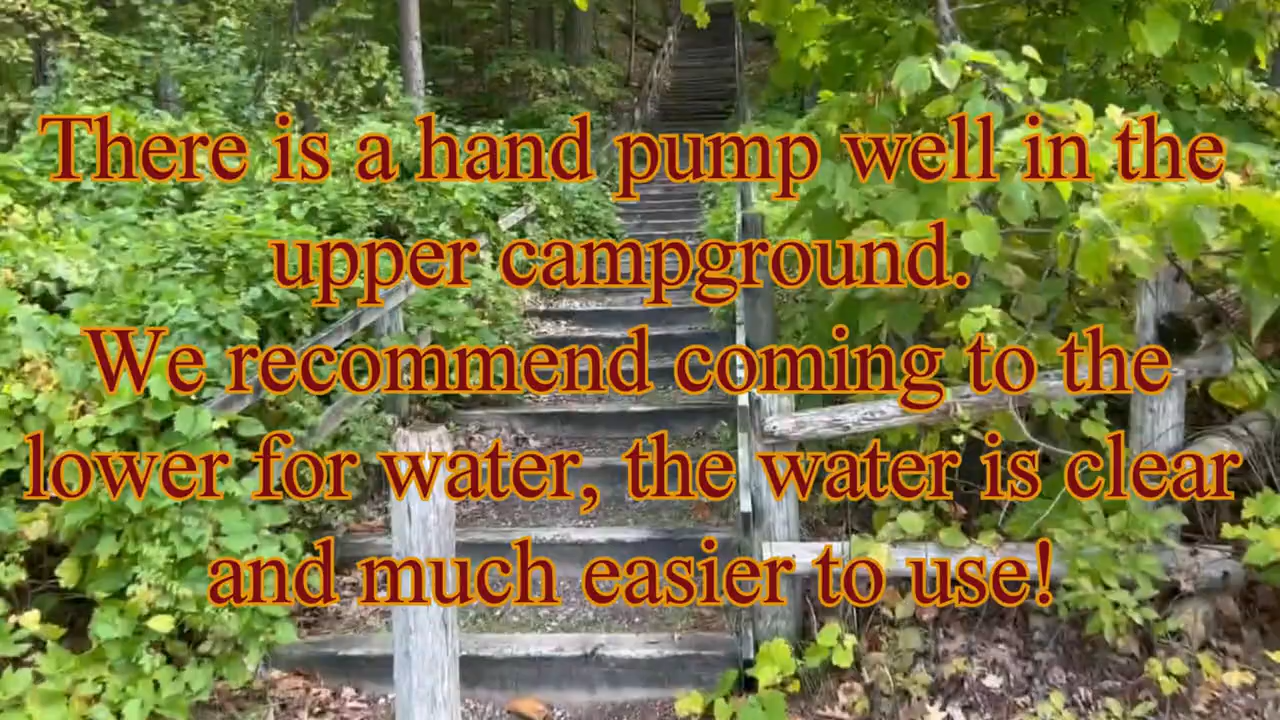 There is a hand pump well in the
upper campground.
We recommend coming to the
lower for water, the water is clear
and much easier to use!